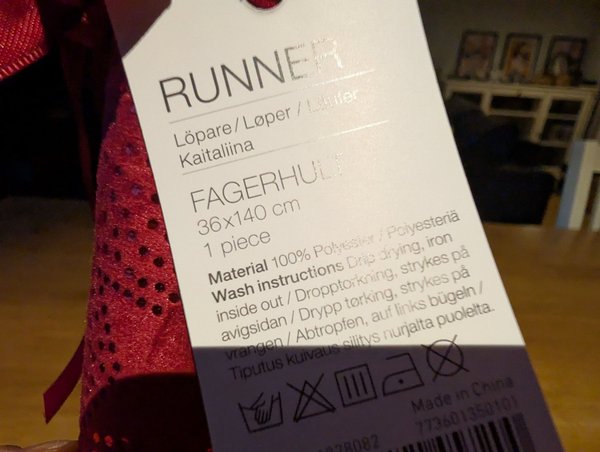 RUNNER
Löpare / Løper / Läufer
Kaitaliina
FAGERHULT
36x140 cm
1 piece
Material 100% Polyester / Polyesteriä
Wash instructions Drip drying, iron
inside out / Dropptorkning, strykes på
avigsidan / Drypp tørking, strykes på
vrangen / Abtropfen, auf links bügeln /
Tiputus kuivaus silitys nurjalta puolelta.
Made in China
773601350101